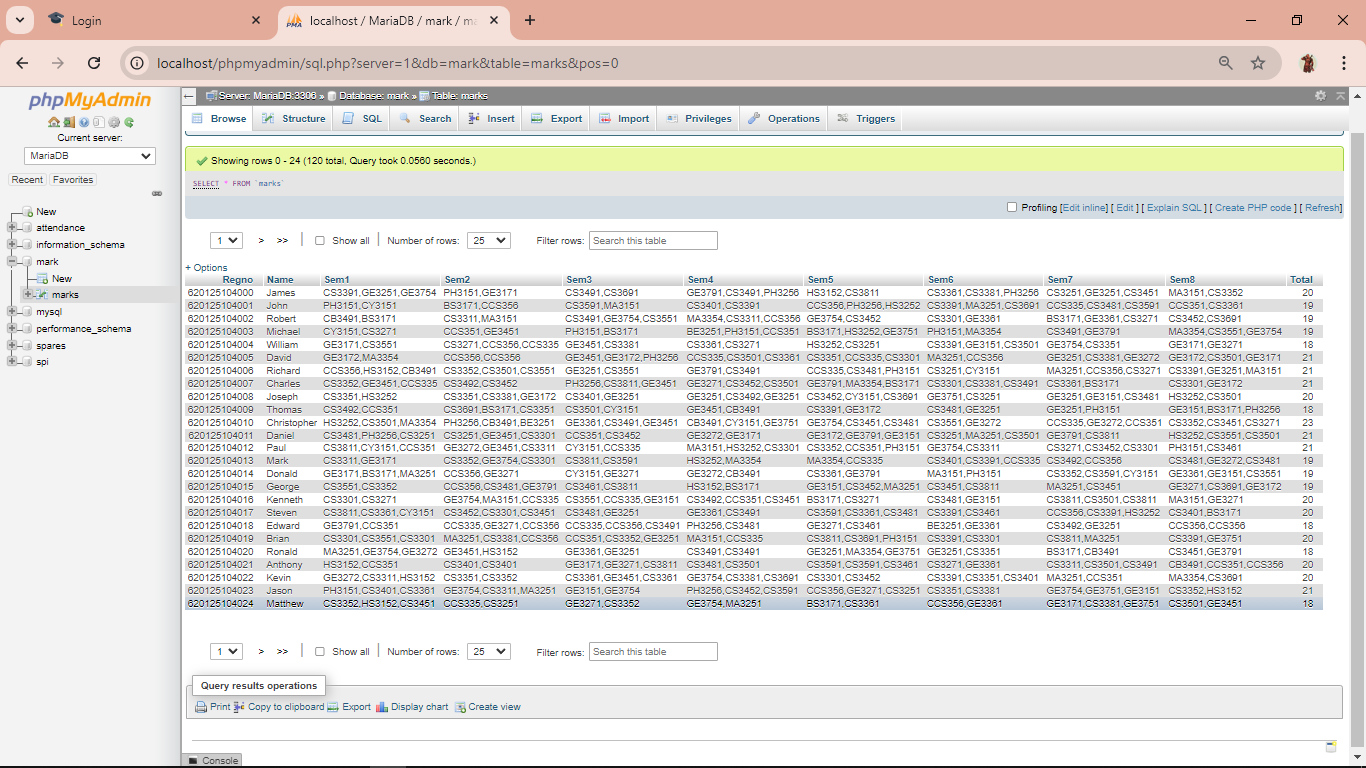 Login
localhost / MariaDB / mark / ma
localhost/phpmyadmin/sql.php?server=1&db=mark&table=marks&pos=0
phpMyAdmin
Current server:
MariaDB
Recent Favorites
New
attendance
information_schema
mark
New
marks
mysql
performance_schema
spares
spi
Server: MariaDB:3306 » Database: mark » Table: marks
Browse Structure SQL Search Insert Export Import Privileges Operations Triggers
Showing rows 0 - 24 (120 total, Query took 0.0560 seconds.)
SELECT * FROM `marks`
Profiling [Edit inline] [ Edit ] [ Explain SQL ] [ Create PHP code ] [ Refresh]
1 > >> Show all Number of rows: 25 Filter rows: Search this table
+ Options
Regno Name Sem1 Sem2 Sem3 Sem4 Sem5 Sem6 Sem7 Sem8 Total
620125104000 James CS3391,GE3251,GE3754 PH3151,GE3171 CS3491,CS3691 GE3791,CS3491,PH3256 HS3152,CS3811 CS3361,CS3381,PH3256 CS3251,GE3251,CS3451 MA3151,CS3352 20
620125104001 John PH3151,CY3151 BS3171,CCS356 CS3591,MA3151 CS3401,CS3391 CCS356,PH3256,HS3252 CS3391,MA3251,CS3691 CCS335,CS3481,CS3591 CCS351,CS3361 19
620125104002 Robert CB3491,BS3171 CS3311,MA3151 CS3491,GE3754,CS3551 MA3354,CS3311,CCS356 GE3754,CS3452 CS3301,GE3361 BS3171,GE3361,CS3271 CS3452,CS3691 19
620125104003 Michael CY3151,CS3271 CCS351,GE3451 PH3151,BS3171 BE3251,PH3151,CCS351 BS3171,HS3252,GE3751 PH3151,MA3354 CS3491,GE3791 MA3354,CS3551,GE3754 19
620125104004 William GE3171,CS3551 CS3271,CCS356,CCS335 GE3451,CS3381 CS3361,CS3271 HS3252,CS3251 CS3391,GE3151,CS3501 GE3754,CS3351 GE3171,GE3271 18
620125104005 David GE3172,MA3354 CCS356,CCS356 GE3451,GE3172,PH3256 CCS335,CS3501,CS3361 CS3351,CCS335,CS3301 MA3251,CCS356 GE3251,CS3381,GE3272 GE3172,CS3501,GE3171 21
620125104006 Richard CCS356,HS3152,CB3491 CS3352,CS3501,CS3551 GE3251,CS3551 GE3791,CS3491 CCS335,CS3481,PH3151 CS3251,CY3151 MA3251,CCS356,CS3271 CS3391,GE3251,MA3151 21
620125104007 Charles CS3352,GE3451,CCS335 CS3492,CS3452 PH3256,CS3811,GE3451 GE3271,CS3452,CS3501 GE3791,MA3354,BS3171 CS3301,CS3381,CS3491 CS3361,BS3171 CS3301,GE3172 21
620125104008 Joseph CS3351,HS3252 CS3351,CS3381,GE3172 CS3401,GE3251 GE3251,CS3492,GE3251 CS3452,CY3151,CS3691 GE3751,CS3251 GE3251,GE3151,CS3481 HS3252,CS3501 20
620125104009 Thomas CS3492,CCS351 CS3691,BS3171,CS3351 CS3501,CY3151 GE3451,CB3491 CS3391,GE3172 CS3481,GE3251 GE3251,PH3151 GE3151,BS3171,PH3256 18
620125104010 Christopher HS3252,CS3501,MA3354 PH3256,CB3491,BE3251 GE3361,CS3491,GE3451 CB3491,CY3151,GE3751 GE3754,CS3451,CS3481 CS3551,GE3272 CCS335,GE3272,CCS351 CS3352,CS3451,CS3271 23
620125104011 Daniel CS3481,PH3256,CS3251 CS3251,GE3451,CS3301 CCS351,CS3452 GE3272,GE3171 GE3172,GE3791,GE3151 CS3251,MA3251,CS3501 GE3791,CS3811 HS3252,CS3551,CS3501 21
620125104012 Paul CS3811,CY3151,CCS351 GE3272,GE3451,CS3311 CY3151,CCS335 MA3151,HS3252,CS3301 CS3352,CCS351,PH3151 GE3754,CS3311 CS3271,CS3452,CS3301 PH3151,CS3461 21
620125104013 Mark CS3311,GE3171 CS3352,GE3754,CS3301 CS3811,CS3591 HS3252,MA3354 MA3354,CCS335 CS3401,CS3391,CCS335 CS3492,CCS356 CS3481,GE3272,CS3481 19
620125104014 Donald GE3171,BS3171,MA3251 CCS356,GE3271 CY3151,GE3271 GE3272,CB3491 CS3361,GE3791 MA3151,PH3151 CS3352,CS3591,CY3151 GE3361,GE3151,CS3551 19
620125104015 George CS3551,CS3352 CCS356,CS3481,GE3791 CS3461,CS3811 HS3152,BS3171 GE3151,CS3452,MA3251 CS3451,CS3811 MA3251,CS3451 GE3271,CS3691,GE3172 19
620125104016 Kenneth CS3301,CS3271 GE3754,MA3151,CCS335 CS3551,CCS335,GE3151 CS3492,CCS351,CS3451 BS3171,CS3271 CS3481,GE3151 CS3811,CS3501,CS3811 MA3151,GE3271 20
620125104017 Steven CS3811,CS3361,CY3151 CS3452,CS3301,CS3451 CS3481,GE3251 GE3361,CS3491 CS3591,CS3361,CS3481 CS3391,CS3461 CCS356,CS3391,HS3252 CS3401,BS3171 20
620125104018 Edward GE3791,CCS351 CCS335,GE3271,CCS356 CCS335,CCS356,CS3491 PH3256,CS3481 GE3271,CS3461 BE3251,GE3361 CS3492,GE3251 CCS356,CCS356 18
620125104019 Brian CS3301,CS3551,CS3301 MA3251,CS3381,CCS356 CCS351,CS3352,GE3251 MA3151,CCS335 CS3811,CS3691,PH3151 CS3391,CS3301 CS3811,MA3251 CS3391,GE3751 20
620125104020 Ronald MA3251,GE3754,GE3272 GE3451,HS3152 GE3361,GE3251 CS3491,CS3491 GE3251,MA3354,GE3751 GE3251,CS3351 BS3171,CB3491 CS3451,GE3791 18
620125104021 Anthony HS3152,CCS351 CS3401,CS3401 GE3171,GE3271,CS3811 CS3481,CS3501 CS3591,CS3591,CS3461 GE3271,GE3361 CS3311,CS3501,CS3491 CB3491,CCS351,CCS356 20
620125104022 Kevin GE3272,CS3311,HS3152 CS3351,CS3352 CS3361,GE3451,CS3361 GE3754,CS3381,CS3691 CS3301,CS3452 CS3391,CS3351,CS3401 MA3251,CCS351 MA3354,CS3691 20
620125104023 Jason PH3151,CS3401,CS3361 GE3754,CS3311,MA3251 GE3151,GE3754 PH3256,CS3452,CS3591 CCS356,GE3271,CS3251 CS3351,CS3381 GE3754,GE3751,GE3151 CS3352,HS3152 21
620125104024 Matthew CS3352,HS3152,CS3451 CCS335,CS3251 GE3271,CS3352 GE3754,MA3251 BS3171,CS3361 CCS356,GE3361 GE3171,CS3381,GE3751 CS3501,GE3451 18
1 > >> Show all Number of rows: 25 Filter rows: Search this table
Query results operations
Print Copy to clipboard Export Display chart Create view
Console